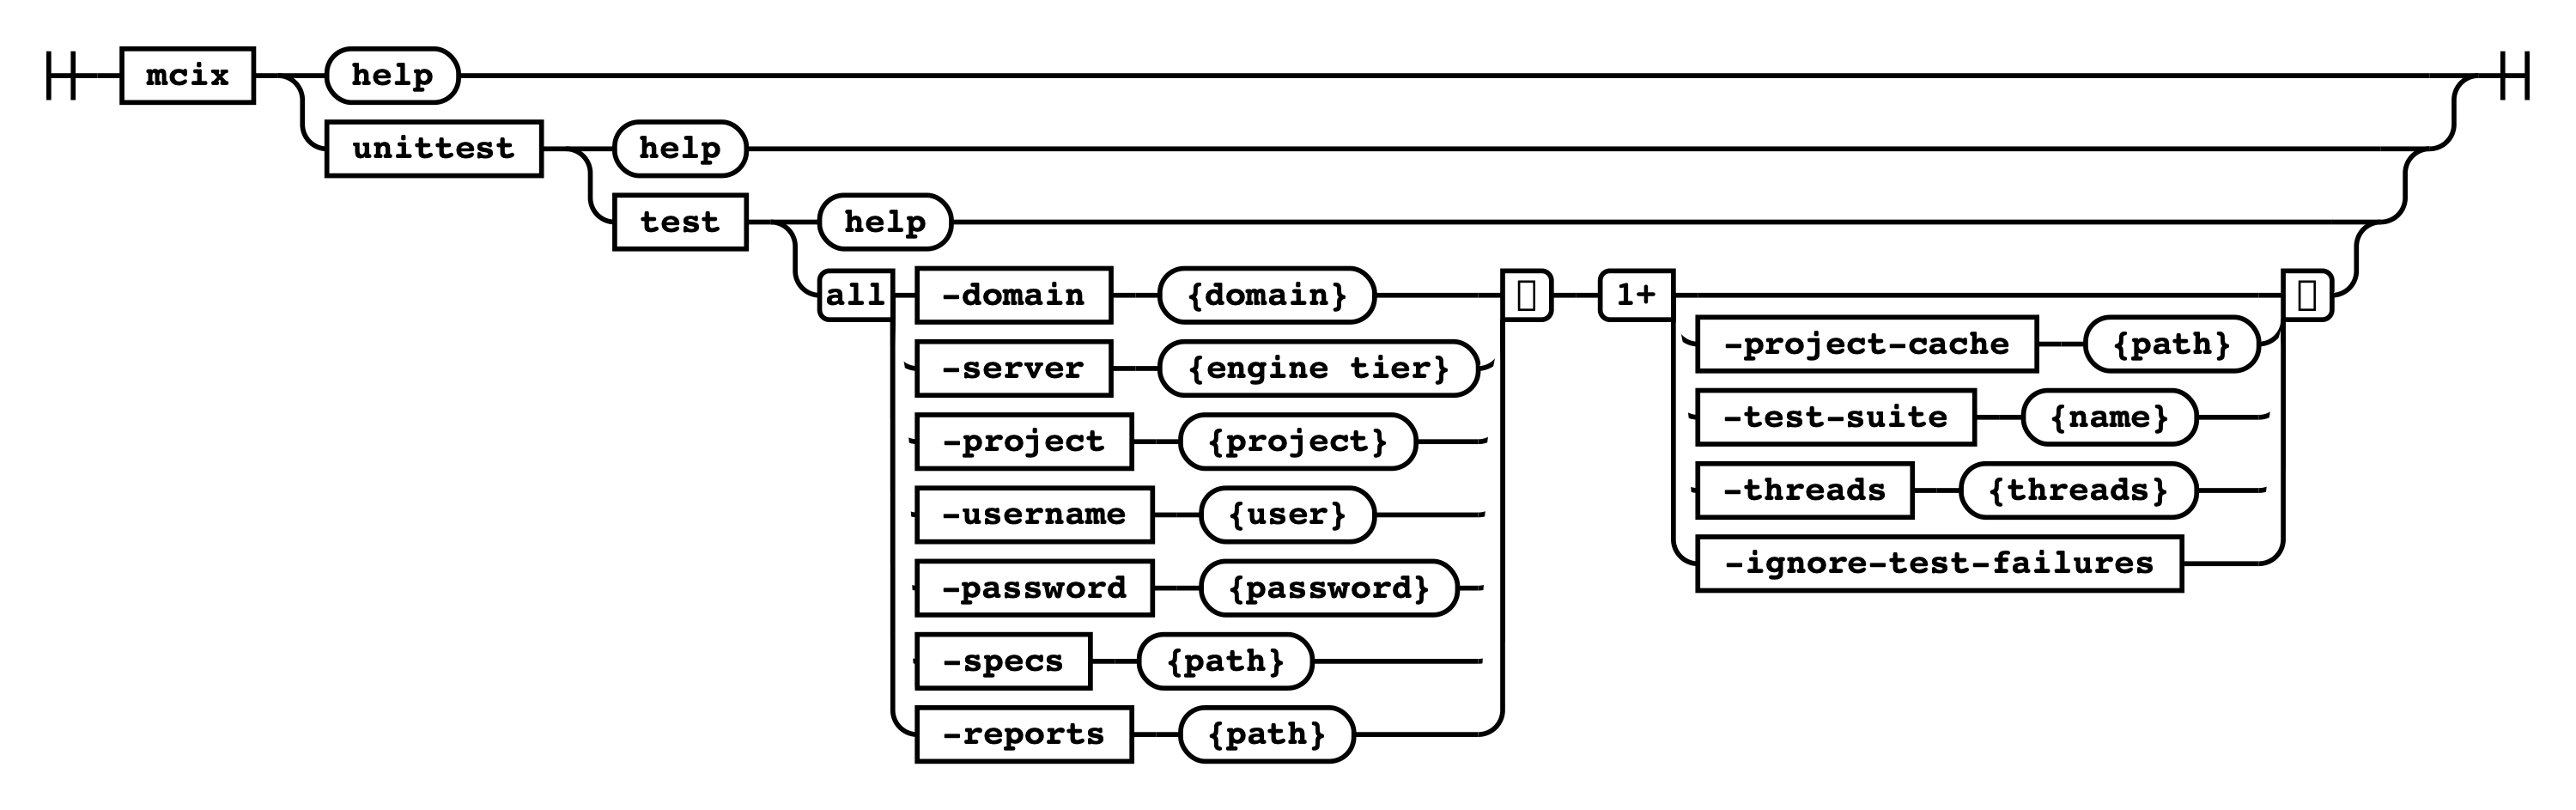 mcix help
unittest help
test help
all -domain {domain} 1+
-project-cache {path}
-server {engine tier}
-test-suite {name}
-project {project}
-threads {threads}
-username {user}
-ignore-test-failures
-password {password}
-specs {path}
-reports {path}